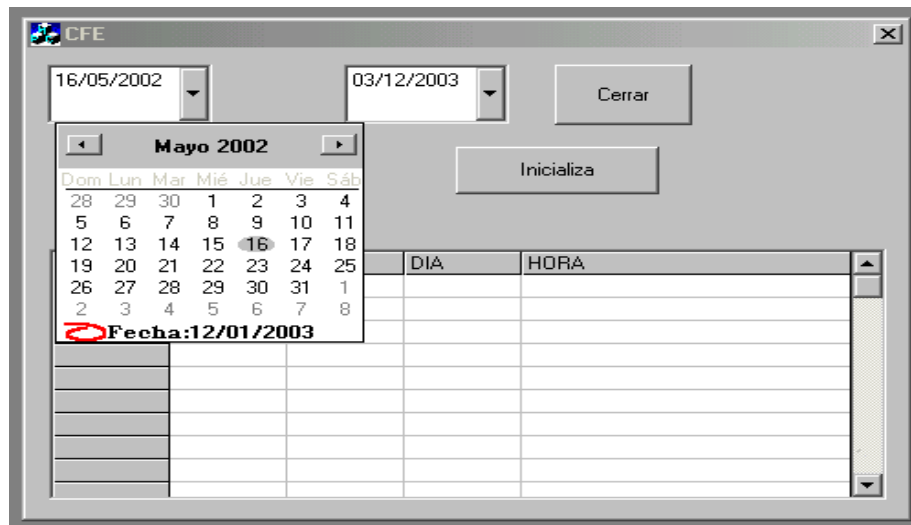 CFE
16/05/2002 03/12/2003 Cerrar
Mayo 2002
Inicializa
Dom Lun Mar Mié Jue Vie Sáb
28 29 30 1 2 3 4
5 6 7 8 9 10 11
12 13 14 15 16 17 18
DIA HORA
19 20 21 22 23 24 25
26 27 28 29 30 31 1
2 3 4 5 6 7 8
Fecha:12/01/2003